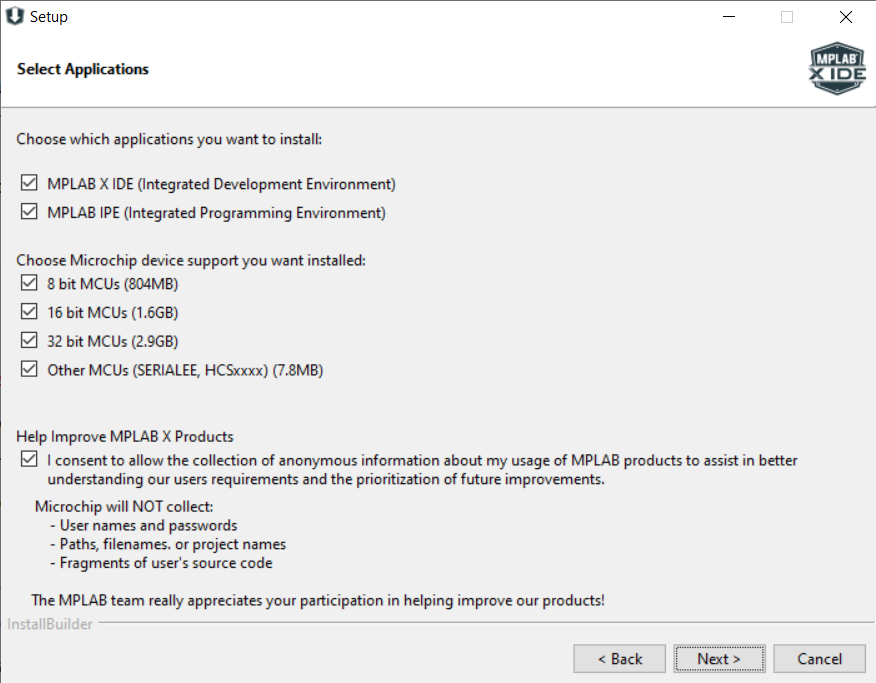 Setup
Select Applications
MPLAB
X IDE
Choose which applications you want to install:
MPLAB X IDE (Integrated Development Environment)
MPLAB IPE (Integrated Programming Environment)
Choose Microchip device support you want installed:
8 bit MCUs (804MB)
16 bit MCUs (1.6GB)
32 bit MCUs (2.9GB)
Other MCUs (SERIALEE, HCSxxxx) (7.8MB)
Help Improve MPLAB X Products
I consent to allow the collection of anonymous information about my usage of MPLAB products to assist in better
understanding our users requirements and the prioritization of future improvements.
Microchip will NOT collect:
- User names and passwords
- Paths, filenames. or project names
- Fragments of user's source code
The MPLAB team really appreciates your participation in helping improve our products!
InstallBuilder
< Back
Next >
Cancel